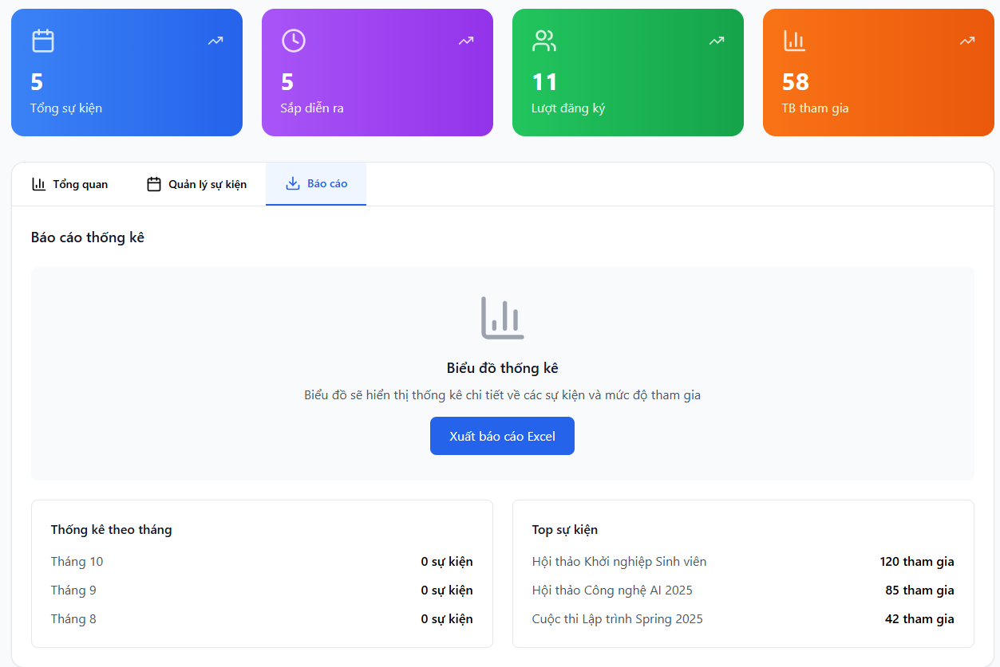 5
Tổng sự kiện
5
Sắp diễn ra
11
Lượt đăng ký
58
TB tham gia
Tổng quan
Quản lý sự kiện
Báo cáo
Báo cáo thống kê
Biểu đồ thống kê
Biểu đồ sẽ hiển thị thống kê chi tiết về các sự kiện và mức độ tham gia
Xuất báo cáo Excel
Thống kê theo tháng
Tháng 10 0 sự kiện
Tháng 9 0 sự kiện
Tháng 8 0 sự kiện
Top sự kiện
Hội thảo Khởi nghiệp Sinh viên 120 tham gia
Hội thảo Công nghệ AI 2025 85 tham gia
Cuộc thi Lập trình Spring 2025 42 tham gia